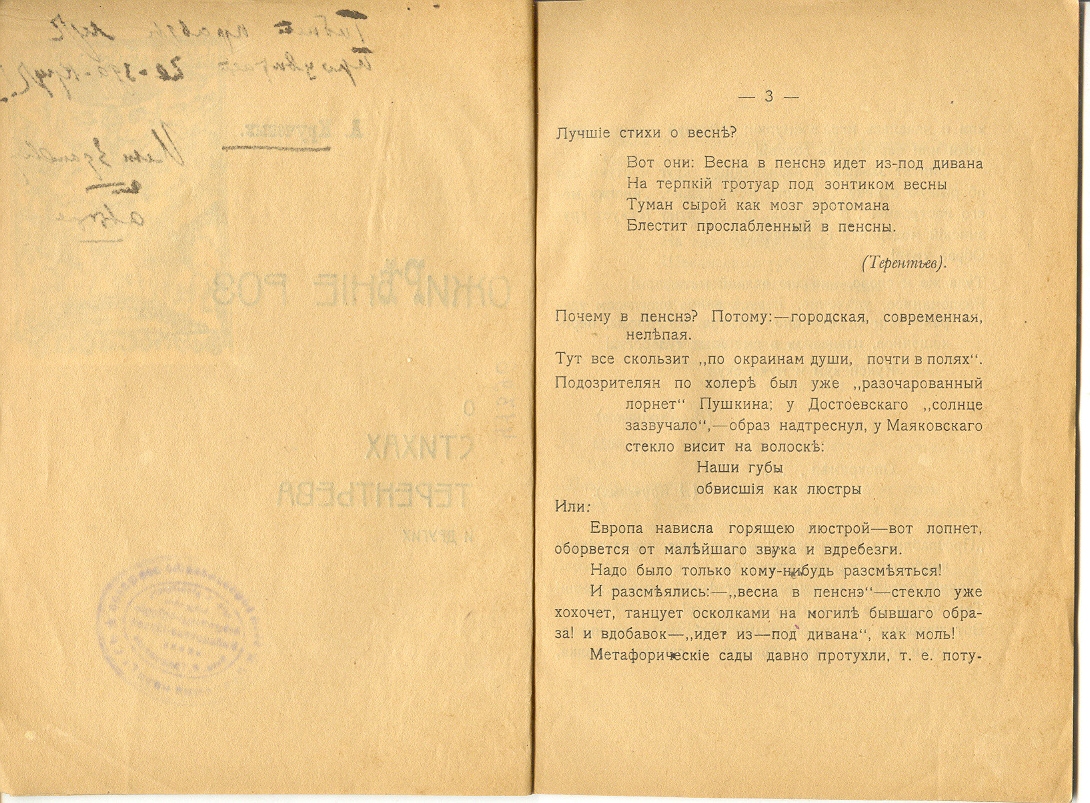 А. Крученых.
ОЖИРѢНІЕ РОЗ
О
СТИХАХ
ТЕРЕНТЬЕВА
И ДРУГИХ
— 3 —
Лучшіе стихи о веснѣ?
Вот они: Весна в пенснэ идет из-под дивана
На терпкій тротуар под зонтиком весны
Туман сырой как мозг эротомана
Блестит прослабленный в пенсны.
(Терентьев).
Почему в пенснэ? Потому:—городская, современная,
нелѣпая.
Тут все скользит „по окраинам души, почти в полях“.
Подозрителян по холерѣ был уже „разочарованный
лорнет“ Пушкина; у Достоевскаго „солнце
зазвучало“,—образ надтреснул, у Маяковскаго
стекло висит на волоскѣ:
Наши губы
обвисшія как люстры
Или:
Европа нависла горящею люстрой—вот лопнет,
оборвется от малѣйшаго звука и вдребезги.
Надо было только кому-нибудь разсмѣяться!
И разсмѣялись:—„весна в пенснэ“—стекло уже
хохочет, танцует осколками на могилѣ бывшаго обра-
за! и вдобавок—„идет из—под дивана“, как моль!
Метафорическіе сады давно протухли, т. е. поту-